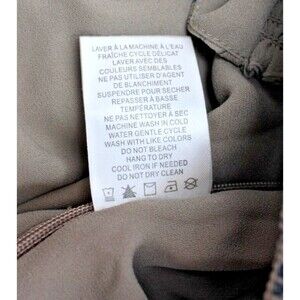 LAVER À LA MACHINE À L'EAU
FRAÎCHE CYCLE DÉLICAT
LAVER AVEC DES
COULEURS SEMBLABLES
NE PAS UTILISER D'AGENT
DE BLANCHIMENT
SUSPENDRE POUR SECHER
REPASSER À BASSE
TEMPÉRATURE
NE PAS NETTOYER À SEC
MACHINE WASH IN COLD
WATER GENTLE CYCLE
WASH WITH LIKE COLORS
DO NOT BLEACH
HANG TO DRY
COOL IRON IF NEEDED
DO NOT DRY CLEAN